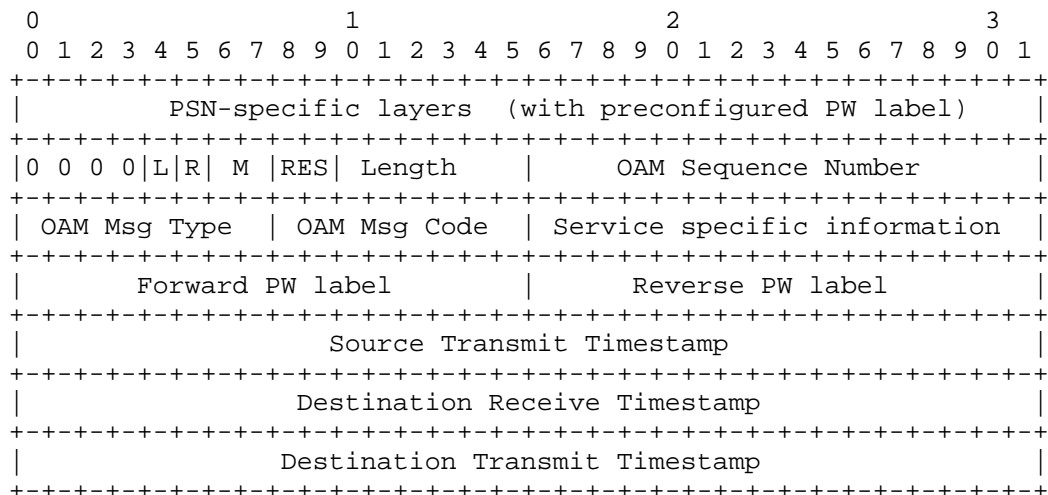 0                   1                   2                   3
 0 1 2 3 4 5 6 7 8 9 0 1 2 3 4 5 6 7 8 9 0 1 2 3 4 5 6 7 8 9 0 1
+-+-+-+-+-+-+-+-+-+-+-+-+-+-+-+-+-+-+-+-+-+-+-+-+-+-+-+-+-+-+-+-+
|         PSN-specific layers  (with preconfigured PW label)    |
+-+-+-+-+-+-+-+-+-+-+-+-+-+-+-+-+-+-+-+-+-+-+-+-+-+-+-+-+-+-+-+-+
|0 0 0 0|L|R| M |RES| Length    |     OAM Sequence Number       |
+-+-+-+-+-+-+-+-+-+-+-+-+-+-+-+-+-+-+-+-+-+-+-+-+-+-+-+-+-+-+-+-+
| OAM Msg Type  | OAM Msg Code  | Service specific information  |
+-+-+-+-+-+-+-+-+-+-+-+-+-+-+-+-+-+-+-+-+-+-+-+-+-+-+-+-+-+-+-+-+
|       Forward PW label        |      Reverse PW label         |
+-+-+-+-+-+-+-+-+-+-+-+-+-+-+-+-+-+-+-+-+-+-+-+-+-+-+-+-+-+-+-+-+
|                   Source Transmit Timestamp                   |
+-+-+-+-+-+-+-+-+-+-+-+-+-+-+-+-+-+-+-+-+-+-+-+-+-+-+-+-+-+-+-+-+
|                 Destination Receive Timestamp                 |
+-+-+-+-+-+-+-+-+-+-+-+-+-+-+-+-+-+-+-+-+-+-+-+-+-+-+-+-+-+-+-+-+
|                Destination Transmit Timestamp                 |
+-+-+-+-+-+-+-+-+-+-+-+-+-+-+-+-+-+-+-+-+-+-+-+-+-+-+-+-+-+-+-+-+